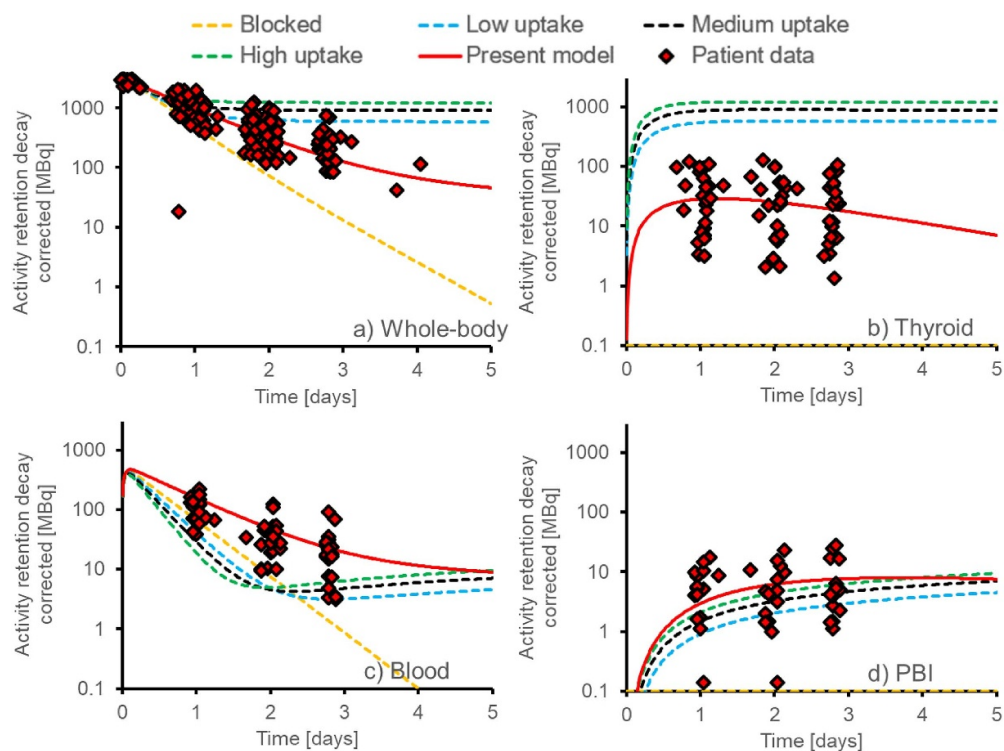 Blocked Low uptake Medium uptake
High uptake Present model Patient data
Activity retention decay
corrected [MBq]
1000
100
10
1
0.1
a) Whole-body
0 1 2 3 4 5
Time [days]
Activity retention decay
corrected [MBq]
1000
100
10
1
0.1
b) Thyroid
0 1 2 3 4 5
Time [days]
Activity retention decay
corrected [MBq]
1000
100
10
1
0.1
c) Blood
0 1 2 3 4 5
Time [days]
Activity retention decay
corrected [MBq]
1000
100
10
1
0.1
d) PBI
0 1 2 3 4 5
Time [days]